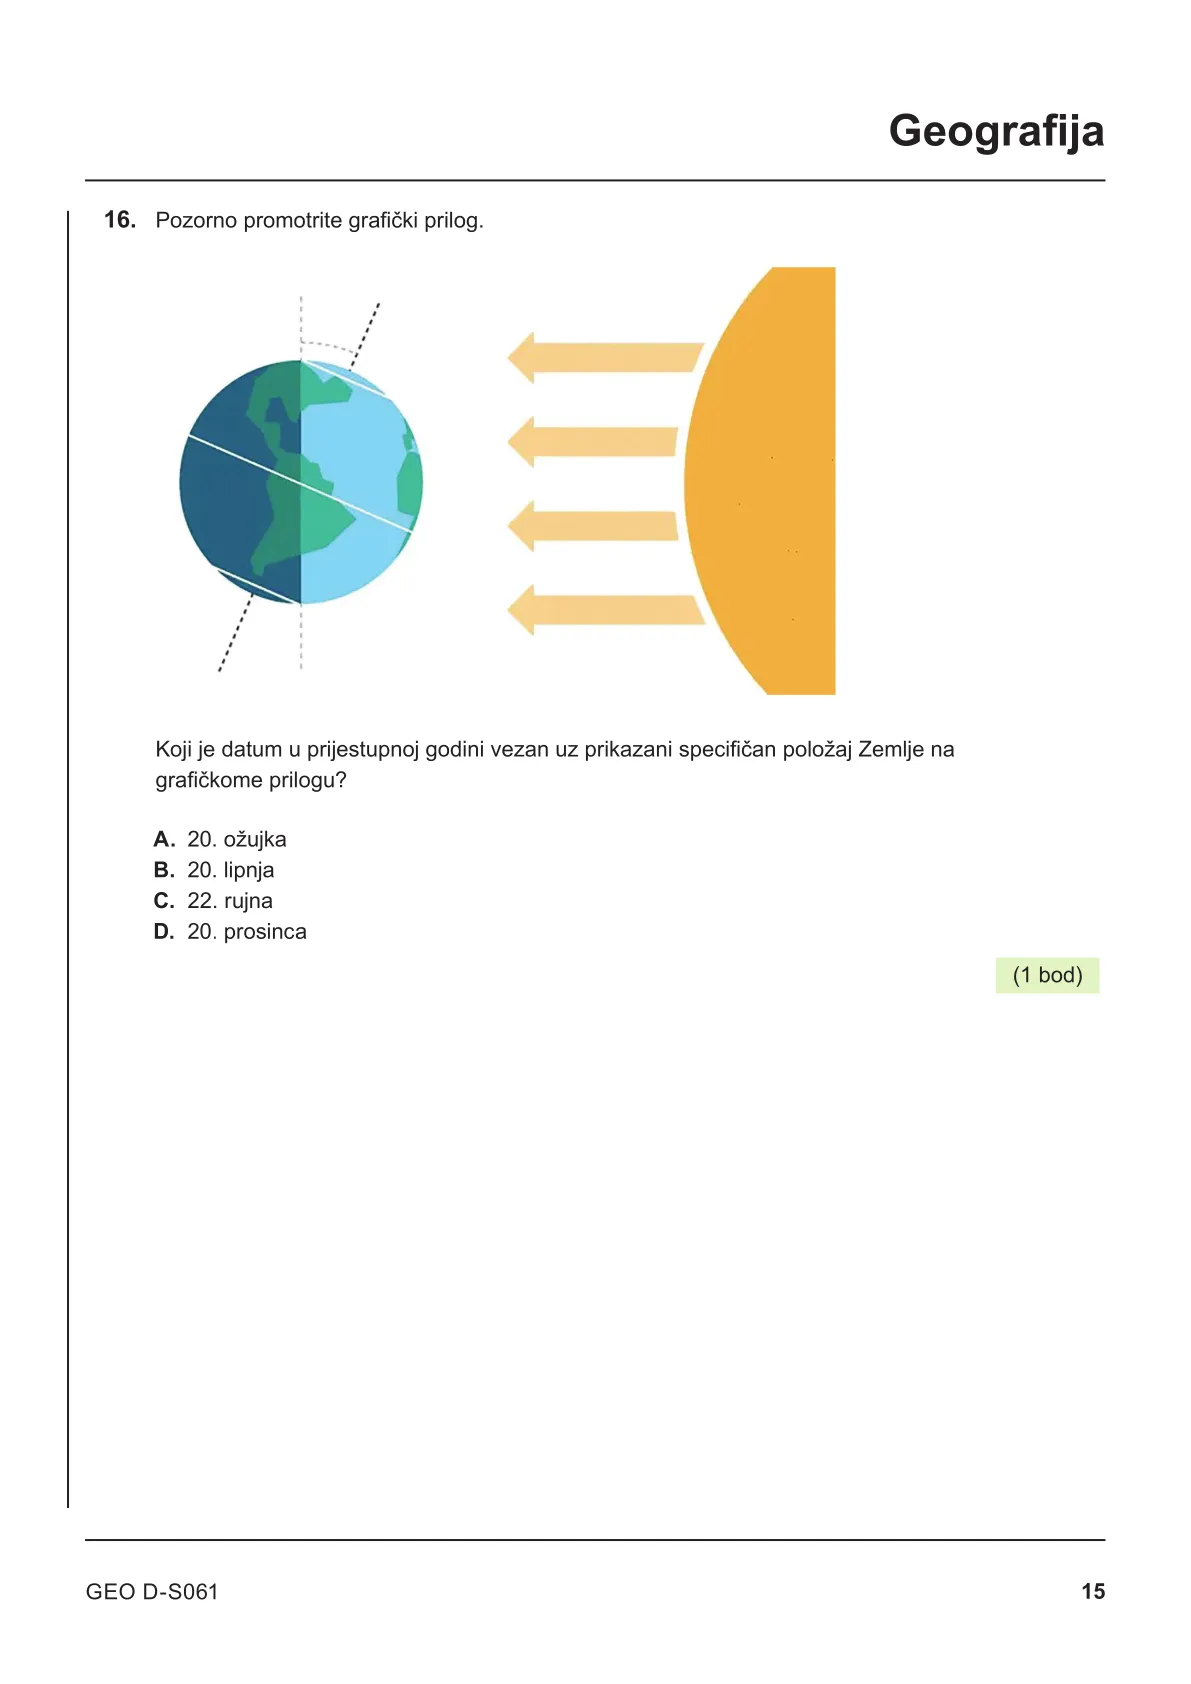 Geografija
16. Pozorno promotrite grafički prilog.
Koji je datum u prijestupnoj godini vezan uz prikazani specifičan položaj Zemlje na
grafičkome prilogu?
A. 20. ožujka
B. 20. lipnja
C. 22. rujna
D. 20. prosinca
(1 bod)
GEO D-S061
15